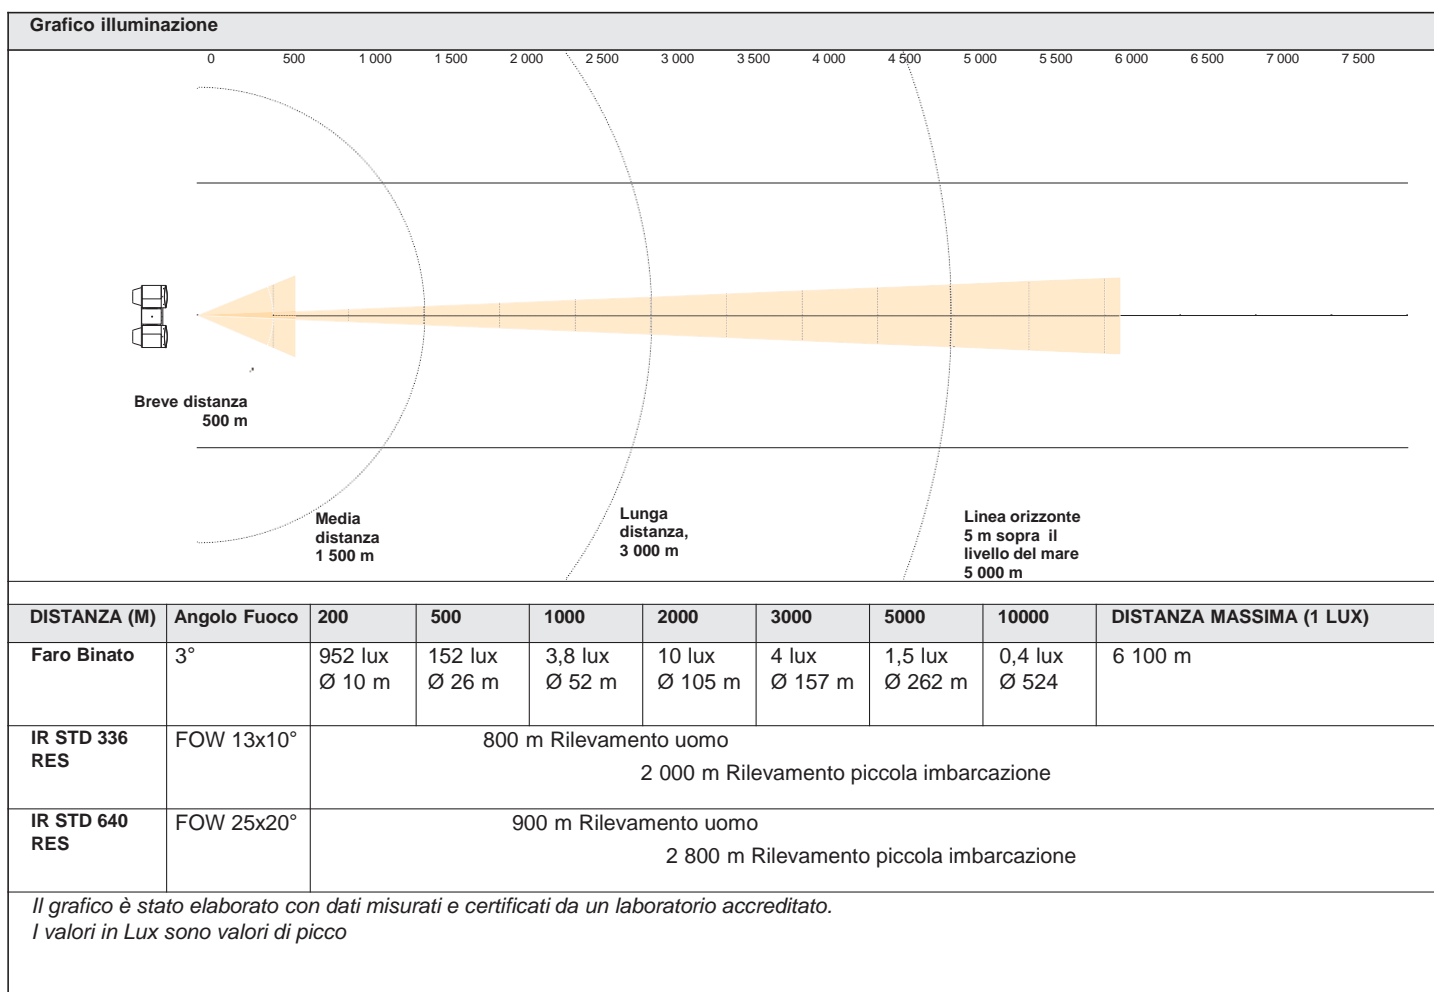 Grafico illuminazione
0 500 1 000 1 500 2 000 2 500 3 000 3 500 4 000 4 500 5 000 5 500 6 000 6 500 7 000 7 500
Breve distanza
500 m
Media
distanza
1 500 m
Lunga
distanza,
3 000 m
Linea orizzonte
5 m sopra il
livello del mare
5 000 m
DISTANZA (M) Angolo Fuoco 200 500 1000 2000 3000 5000 10000 DISTANZA MASSIMA (1 LUX)
Faro Binato 3° 952 lux 152 lux 3,8 lux 10 lux 4 lux 1,5 lux 0,4 lux 6 100 m
Ø 10 m Ø 26 m Ø 52 m Ø 105 m Ø 157 m Ø 262 m Ø 524
IR STD 336 FOW 13x10° 800 m Rilevamento uomo
RES
2 000 m Rilevamento piccola imbarcazione
IR STD 640 FOW 25x20° 900 m Rilevamento uomo
RES
2 800 m Rilevamento piccola imbarcazione
Il grafico è stato elaborato con dati misurati e certificati da un laboratorio accreditato.
I valori in Lux sono valori di picco